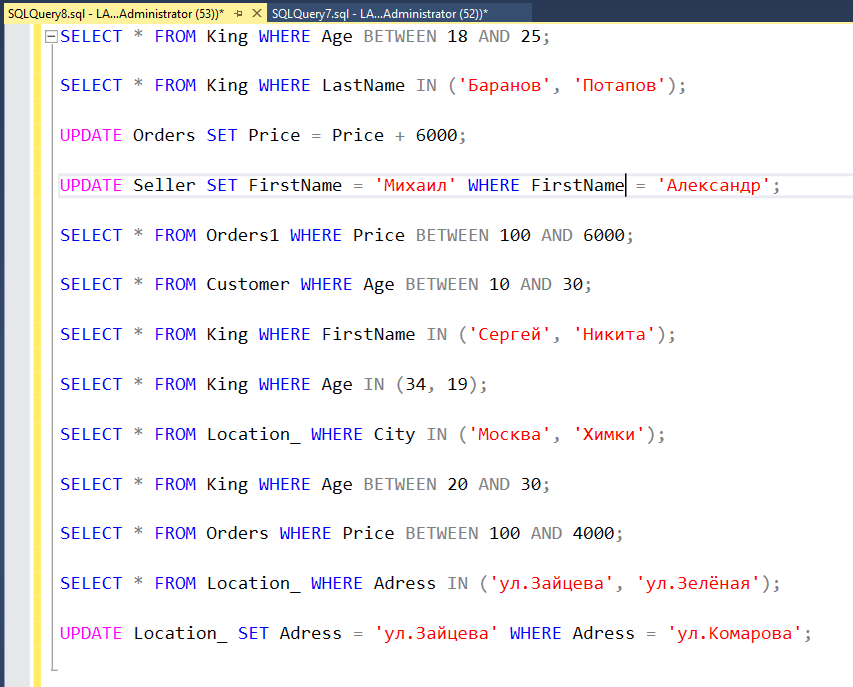 SQLQuery8.sql - LA...Administrator (53))* SQLQuery7.sql - LA...Administrator (52))*
SELECT * FROM King WHERE Age BETWEEN 18 AND 25;
SELECT * FROM King WHERE LastName IN ('Баранов', 'Потапов');
UPDATE Orders SET Price = Price + 6000;
UPDATE Seller SET FirstName = 'Михаил' WHERE FirstName = 'Александр';
SELECT * FROM Orders1 WHERE Price BETWEEN 100 AND 6000;
SELECT * FROM Customer WHERE Age BETWEEN 10 AND 30;
SELECT * FROM King WHERE FirstName IN ('Сергей', 'Никита');
SELECT * FROM King WHERE Age IN (34, 19);
SELECT * FROM Location_ WHERE City IN ('Москва', 'Химки');
SELECT * FROM King WHERE Age BETWEEN 20 AND 30;
SELECT * FROM Orders WHERE Price BETWEEN 100 AND 4000;
SELECT * FROM Location_ WHERE Adress IN ('ул.Зайцева', 'ул.Зелёная');
UPDATE Location_ SET Adress = 'ул.Зайцева' WHERE Adress = 'ул.Комарова';